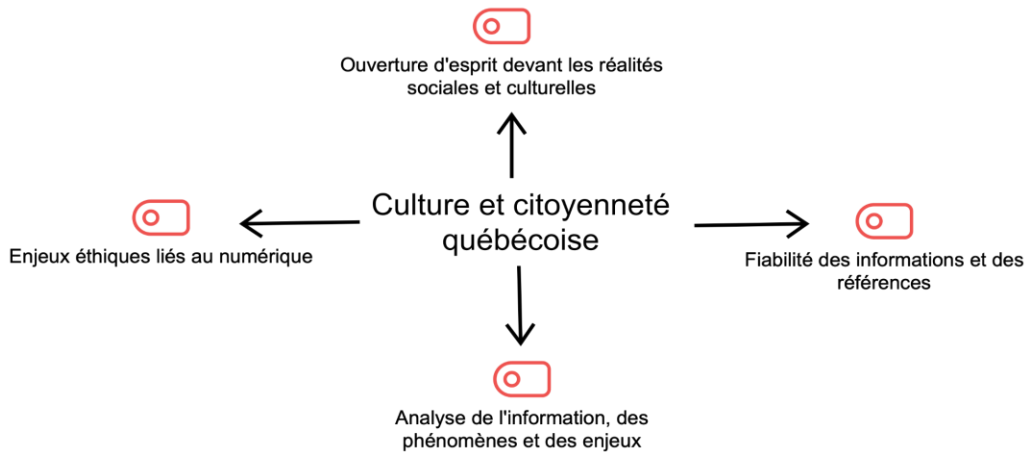 Ouverture d'esprit devant les réalités
sociales et culturelles
Culture et citoyenneté
québécoise
Enjeux éthiques liés au numérique
Fiabilité des informations et des
références
Analyse de l'information, des
phénomènes et des enjeux